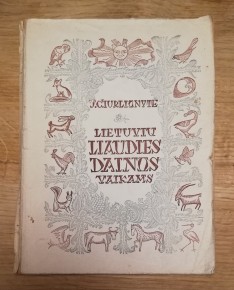 J. ČIURLIONYTĖ
LIETUVIŲ
LIAUDIES
DAINOS
VAIKAMS